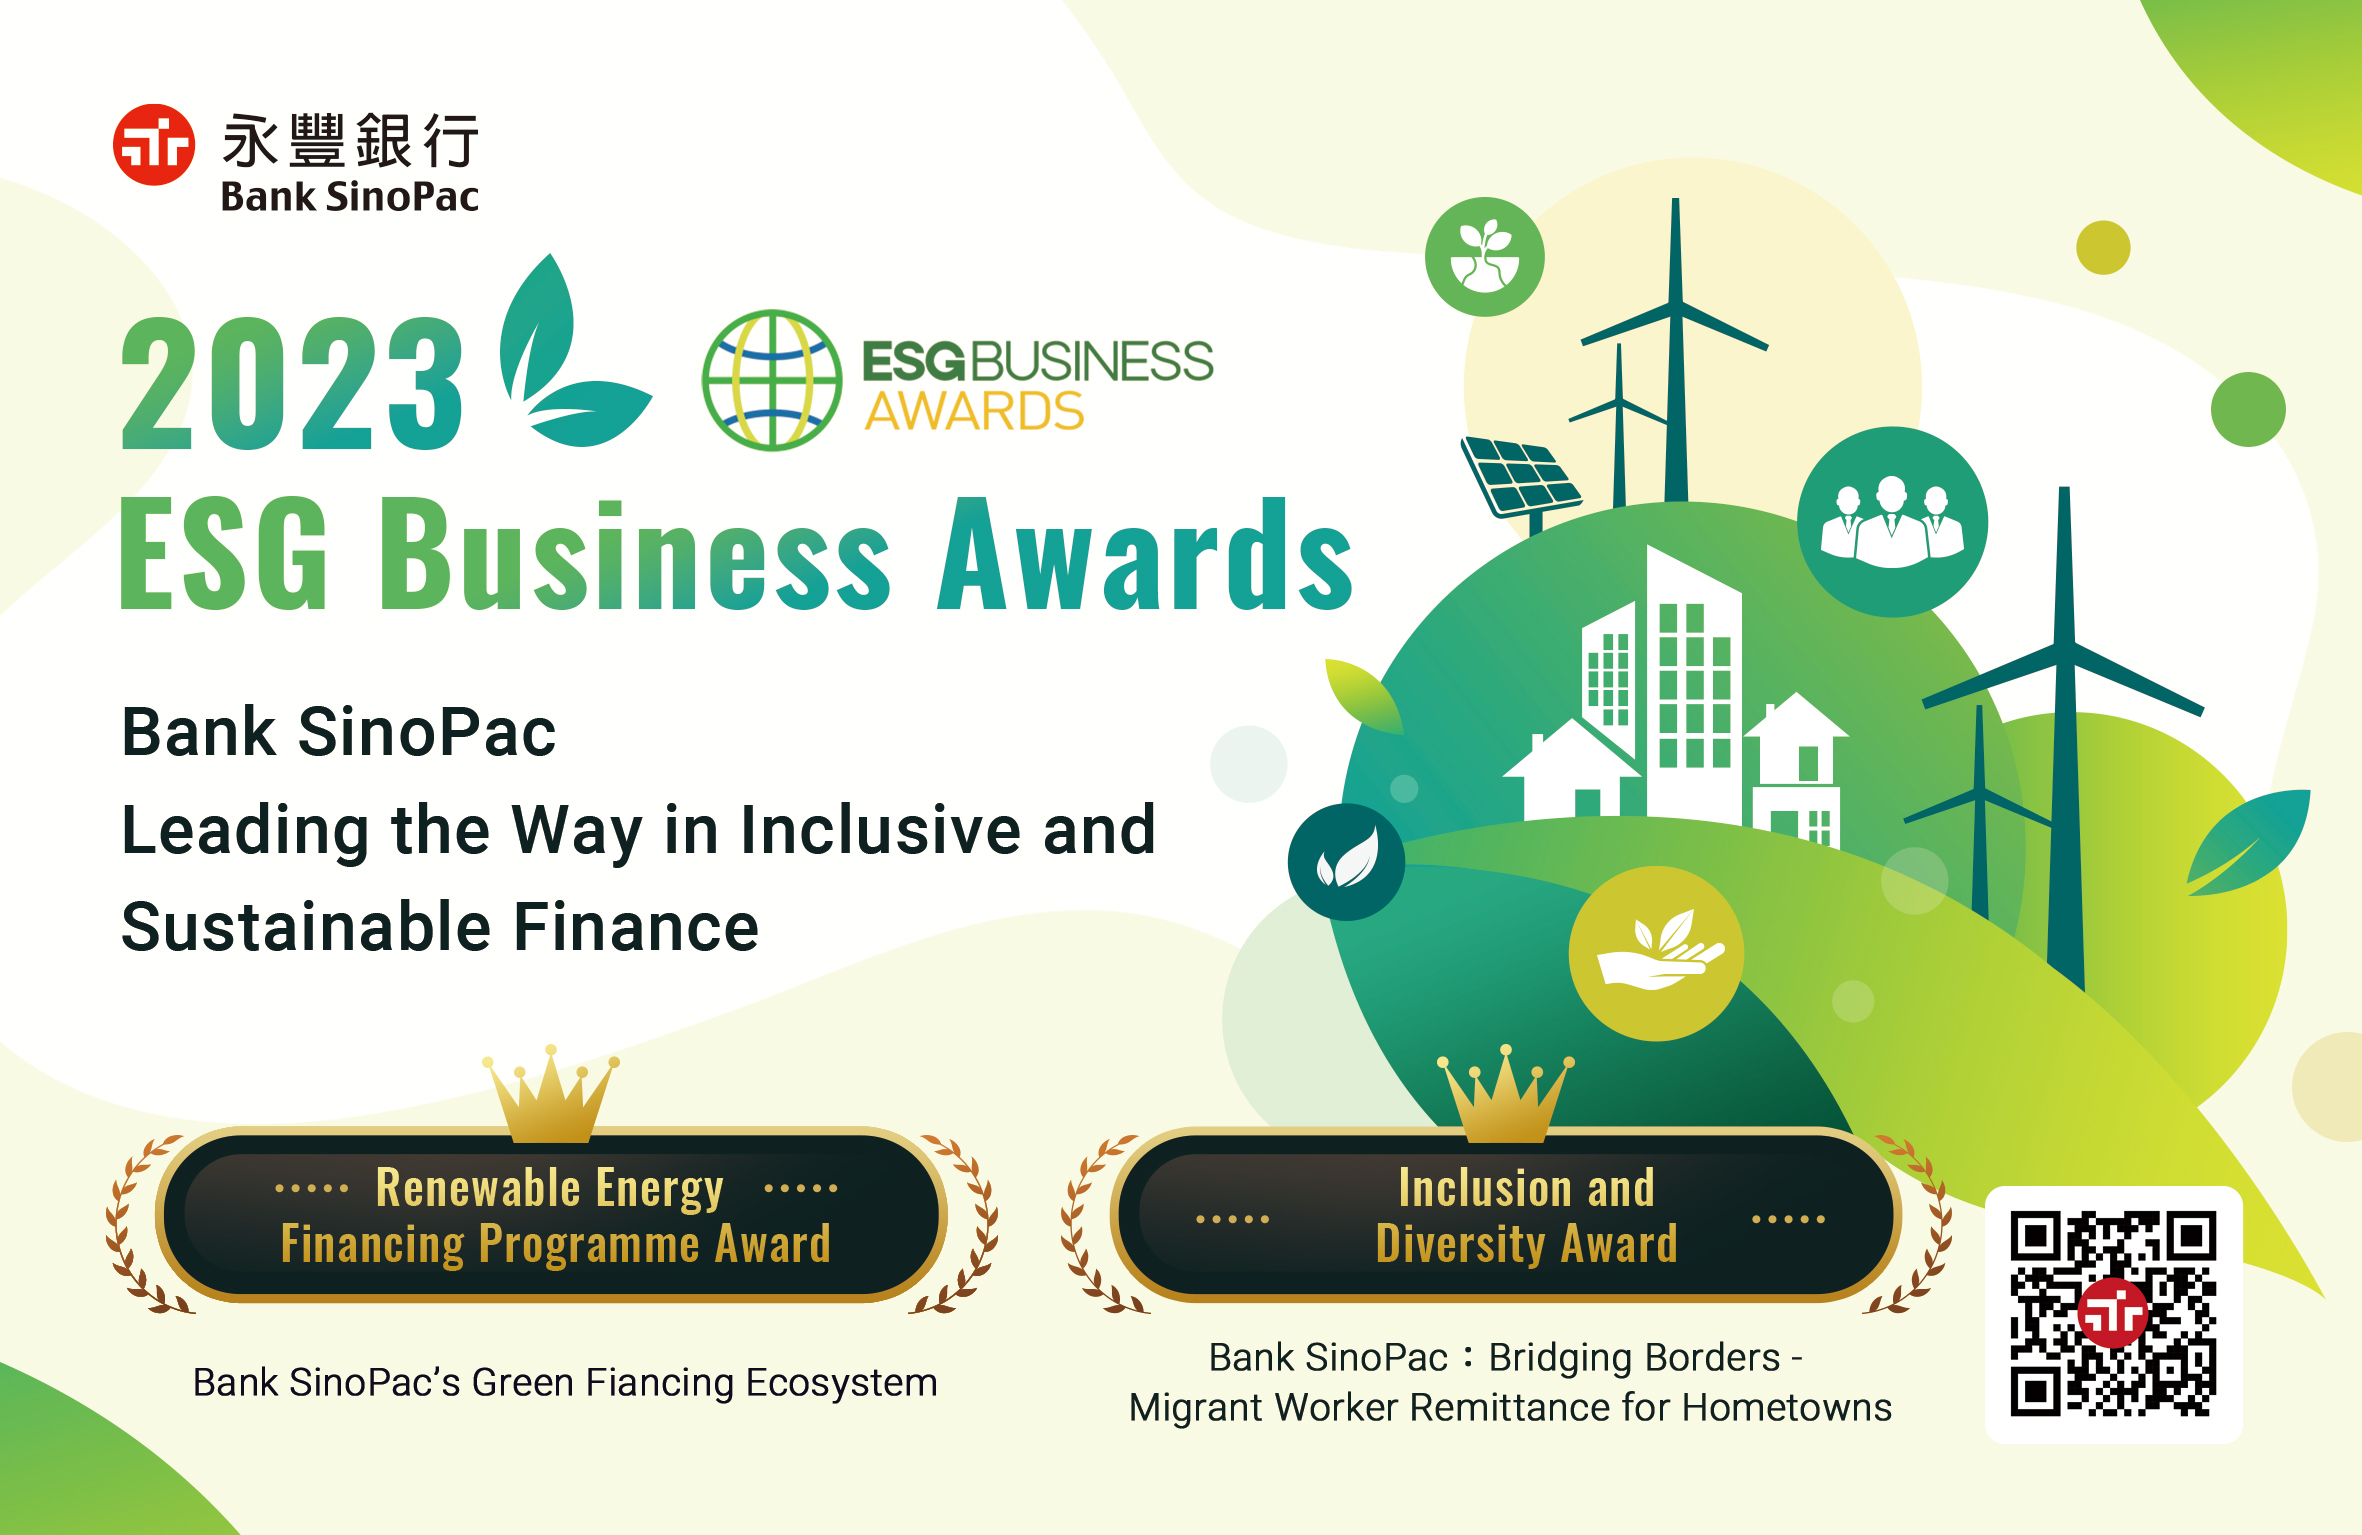 永豐銀行
Bank SinoPac
2023
ESG BUSINESS
AWARDS
ESG Business Awards
Bank SinoPac
Leading the Way in Inclusive and
Sustainable Finance
Renewable Energy
Financing Programme Award
Bank SinoPac’s Green Fiancing Ecosystem
Inclusion and
Diversity Award
Bank SinoPac：Bridging Borders -
Migrant Worker Remittance for Hometowns